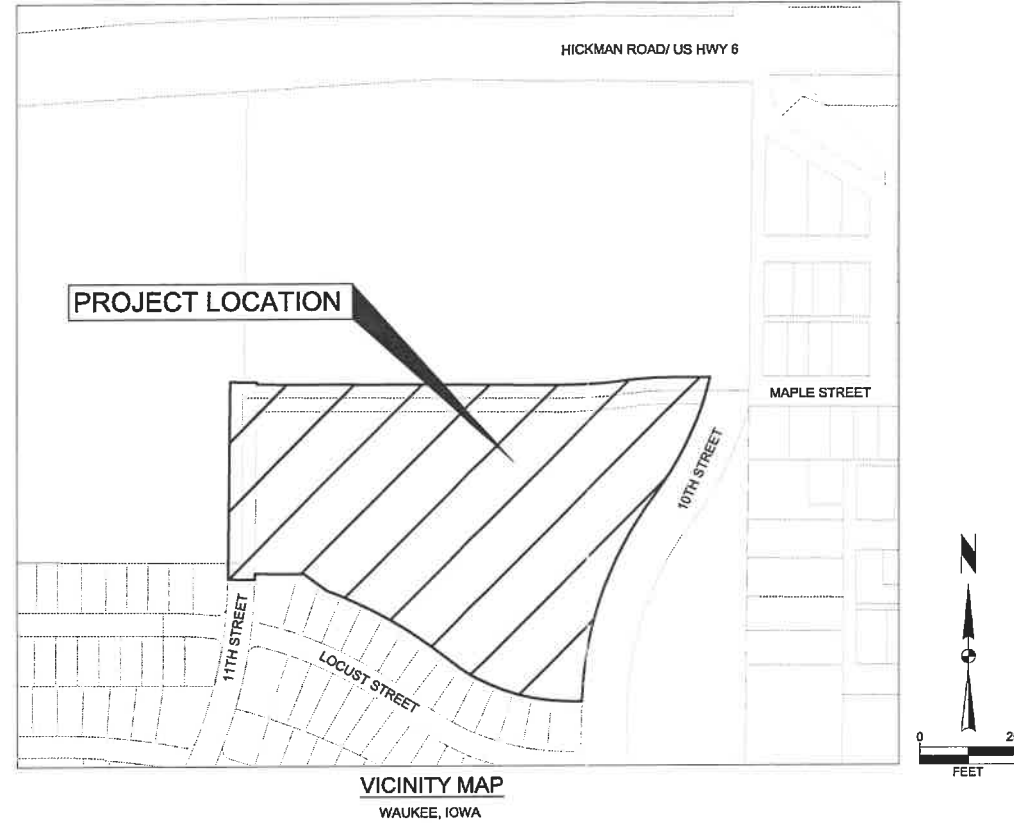 HICKMAN ROAD/ US HWY 6
PROJECT LOCATION
MAPLE STREET
10TH STREET
11TH STREET
LOCUST STREET
N
0
FEET
VICINITY MAP
WAUKEE, IOWA